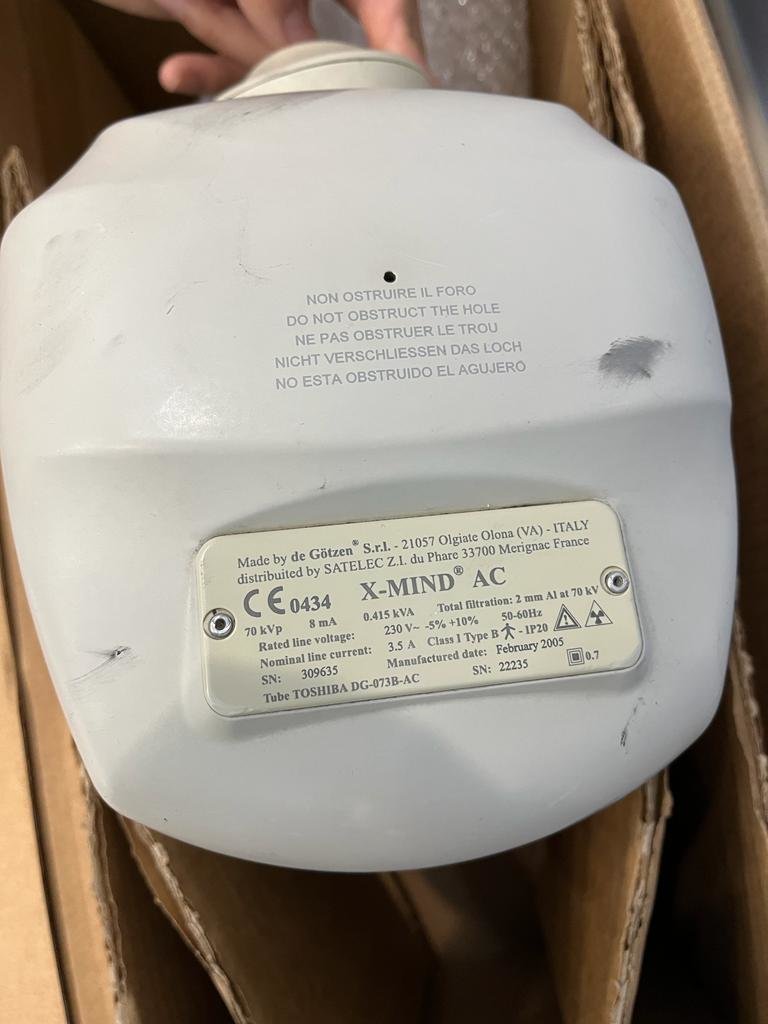 NON OSTRUIRE IL FORO
DO NOT OBSTRUCT THE HOLE
NE PAS OBSTRUER LE TROU
NICHT VERSCHLIESSEN DAS LOCH
NO ESTA OBSTRUIDO EL AGUJERO
Made by de Götzen® S.r.l. - 21057 Olgiate Olona (VA) - ITALY
distribuited by SATELEC Z.I. du Phare 33700 Merignac France
CE 0434 X-MIND® AC
70 kVp 8 mA 0.415 kVA Total filtration: 2 mm Al at 70 kV
Rated line voltage: 230 V~ -5% +10% 50-60Hz
Nominal line current: 3.5 A Class I Type B - IP20
SN: 309635 Manufactured date: February 2005
Tube TOSHIBA DG-073B-AC SN: 22235 0.7